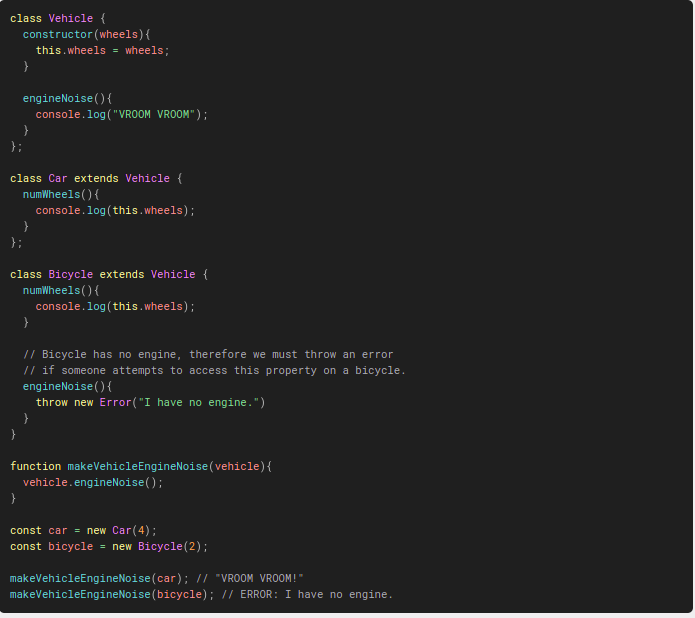 class Vehicle {
  constructor(wheels){
    this.wheels = wheels;
  }

  engineNoise(){
    console.log("VROOM VROOM");
  }
};

class Car extends Vehicle {
  numWheels(){
    console.log(this.wheels);
  }
};

class Bicycle extends Vehicle {
  numWheels(){
    console.log(this.wheels);
  }

  // Bicycle has no engine, therefore we must throw an error
  // if someone attempts to access this property on a bicycle.
  engineNoise(){
    throw new Error("I have no engine.")
  }
}

function makeVehicleEngineNoise(vehicle){
  vehicle.engineNoise();
}

const car = new Car(4);
const bicycle = new Bicycle(2);

makeVehicleEngineNoise(car); // "VROOM VROOM!"
makeVehicleEngineNoise(bicycle); // ERROR: I have no engine.